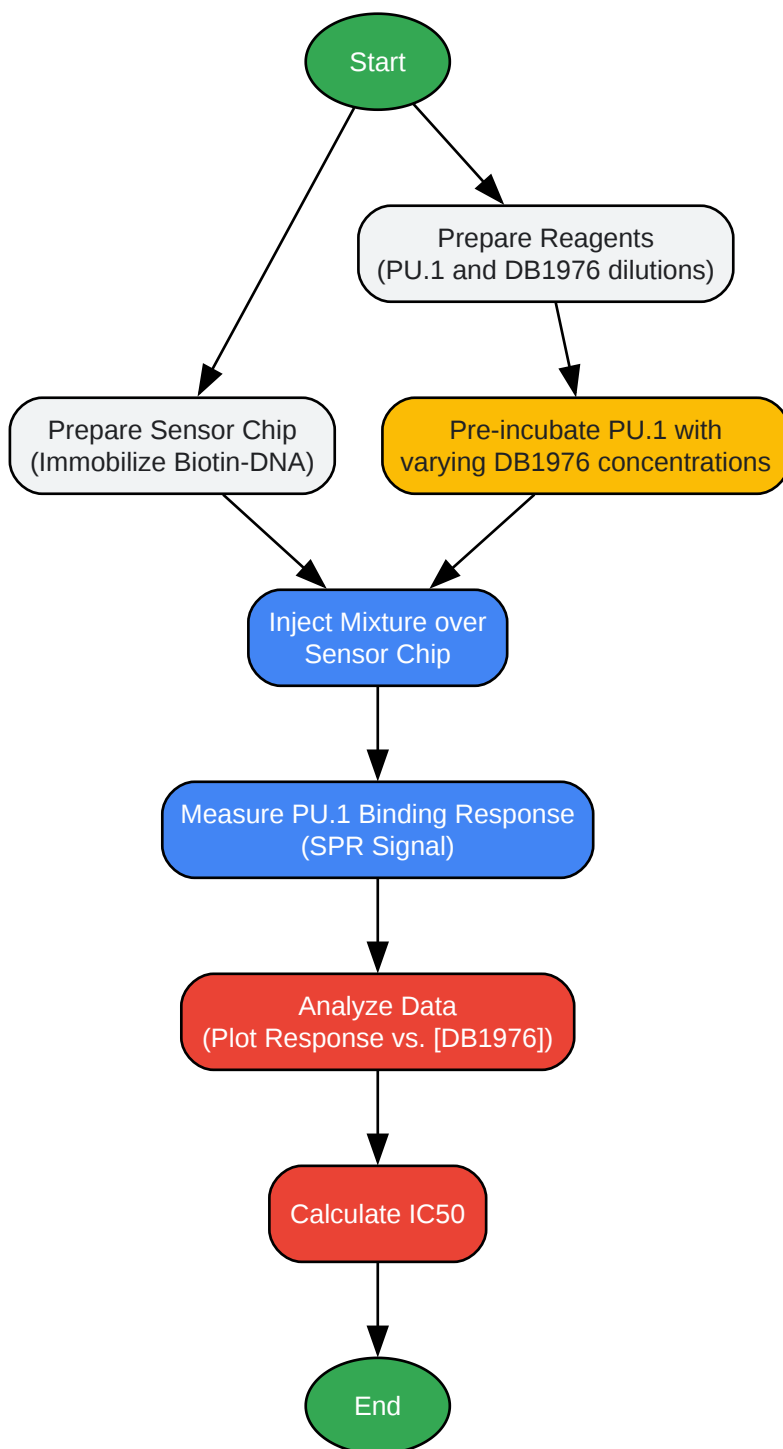 Start
Prepare Reagents
(PU.1 and DB1976 dilutions)
Prepare Sensor Chip
(Immobilize Biotin-DNA)
Pre-incubate PU.1 with
varying DB1976 concentrations
Inject Mixture over
Sensor Chip
Measure PU.1 Binding Response
(SPR Signal)
Analyze Data
(Plot Response vs. [DB1976])
Calculate IC50
End